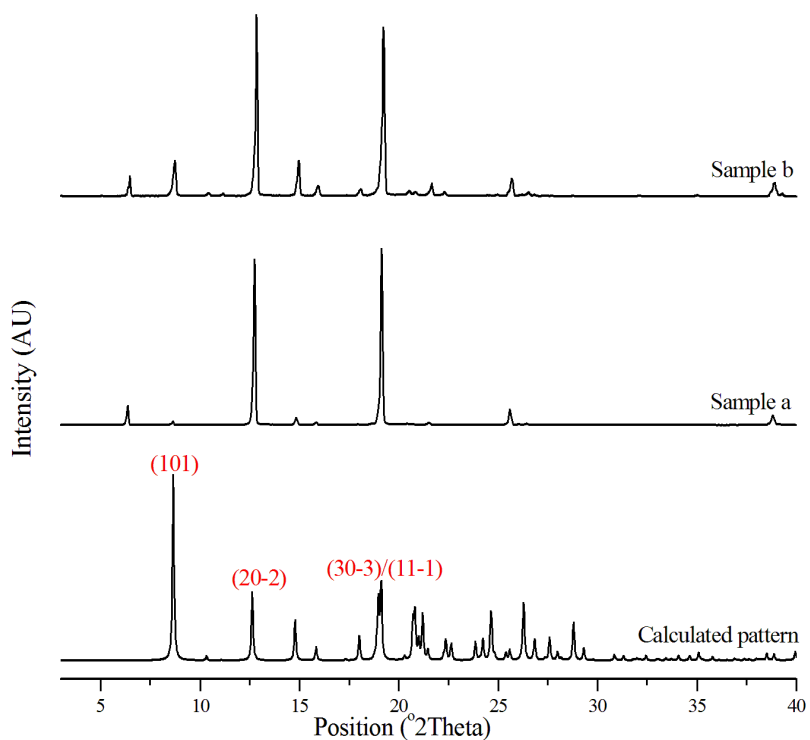 Sample b
Sample a
Intensity (AU)
(101)
(20-2)
(30-3)/(11-1)
Calculated pattern
5 10 15 20 25 30 35 40
Position (°2Theta)